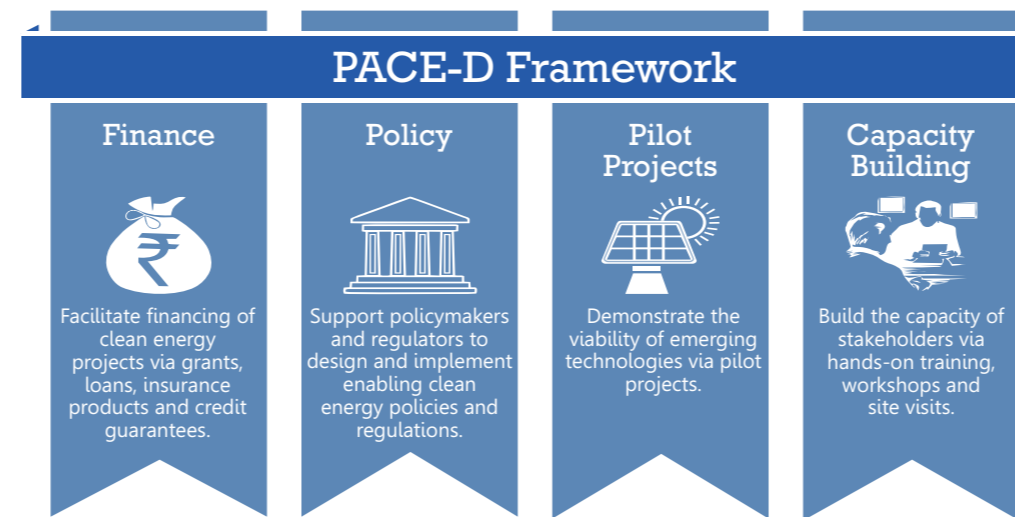 PACE-D Framework
Finance
₹
Facilitate financing of
clean energy
projects via grants,
loans, insurance
products and credit
guarantees.
Policy
Support policymakers
and regulators to
design and implement
enabling clean
energy policies and
regulations.
Pilot
Projects
Demonstrate the
viability of emerging
technologies via pilot
projects.
Capacity
Building
Build the capacity of
stakeholders via
hands-on training,
workshops and
site visits.